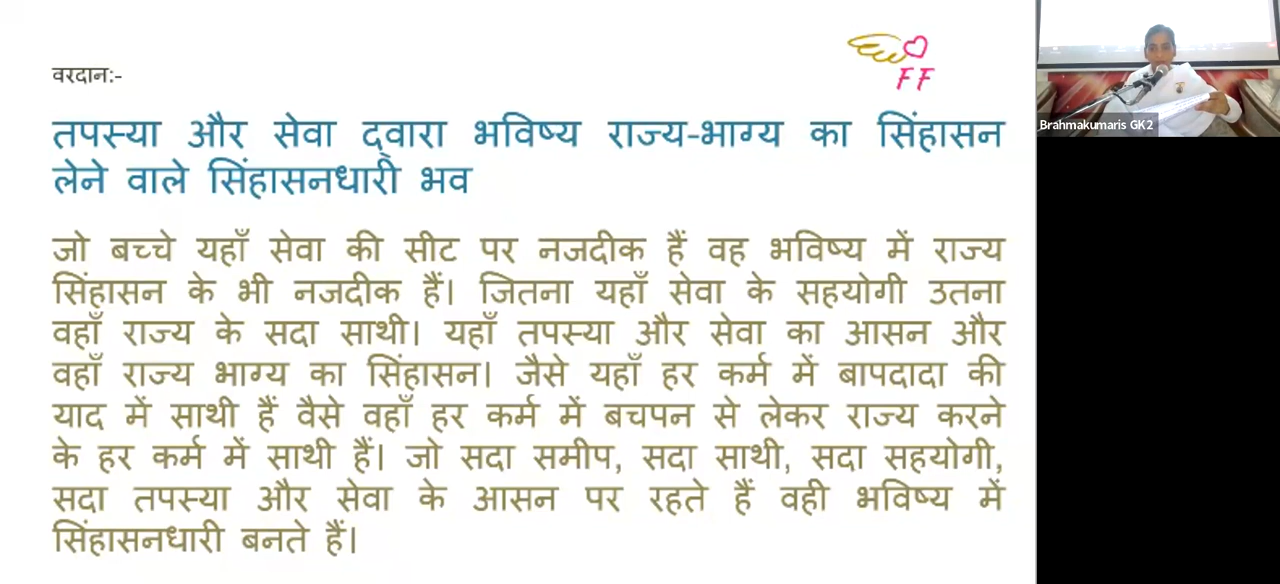 वरदान:-
FF
तपस्या और सेवा द्वारा भविष्य राज्य-भाग्य का सिंहासन
लेने वाले सिंहासनधारी भव
जो बच्चे यहाँ सेवा की सीट पर नजदीक हैं वह भविष्य में राज्य
सिंहासन के भी नजदीक हैं। जितना यहाँ सेवा के सहयोगी उतना
वहाँ राज्य के सदा साथी। यहाँ तपस्या और सेवा का आसन और
वहाँ राज्य भाग्य का सिंहासन। जैसे यहाँ हर कर्म में बापदादा की
याद में साथी हैं वैसे वहाँ हर कर्म में बचपन से लेकर राज्य करने
के हर कर्म में साथी हैं। जो सदा समीप, सदा साथी, सदा सहयोगी,
सदा तपस्या और सेवा के आसन पर रहते हैं वही भविष्य में
सिंहासनधारी बनते हैं।
Brahmakumaris GK2